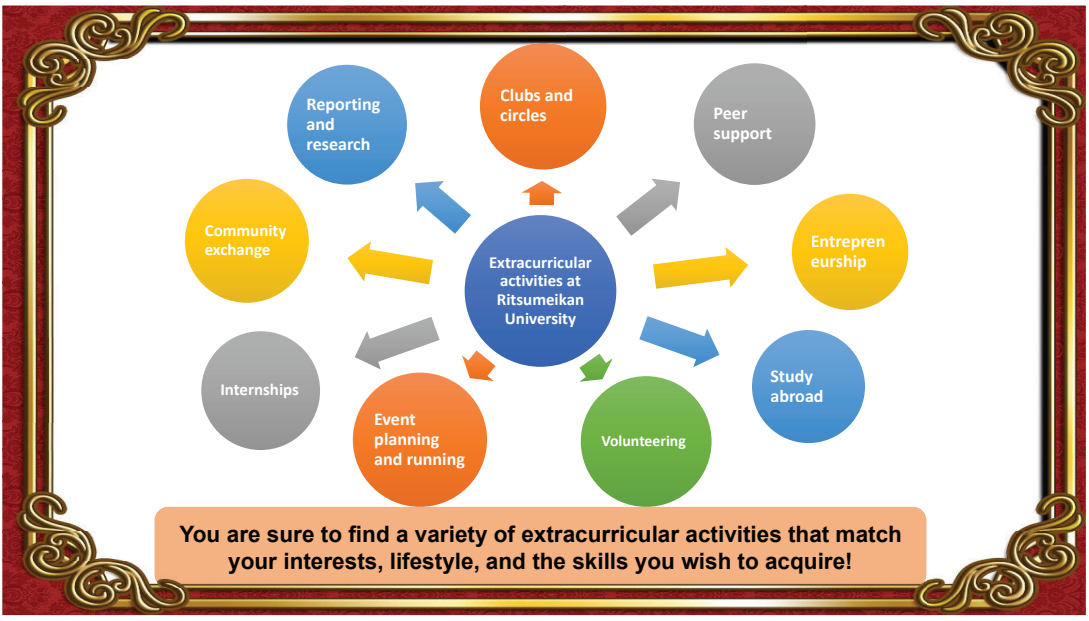 Clubs and
circles
Peer
support
Entrepren
eurship
Study
abroad
Volunteering
Event
planning
and running
Internships
Community
exchange
Reporting
and
research
Extracurricular
activities at
Ritsumeikan
University
You are sure to find a variety of extracurricular activities that match
your interests, lifestyle, and the skills you wish to acquire!